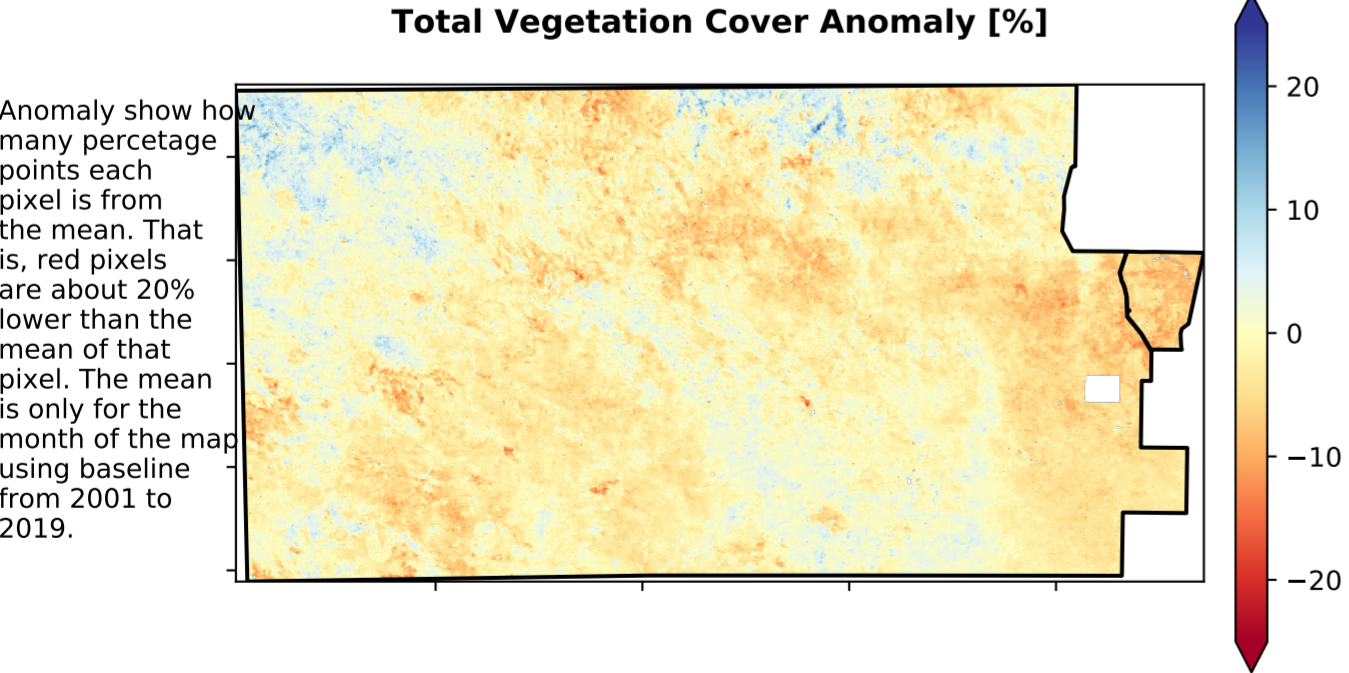 Total Vegetation Cover Anomaly [%]
Anomaly show how
many percetage
points each
pixel is from
the mean. That
is, red pixels
are about 20%
lower than the
mean of that
pixel. The mean
is only for the
month of the map
using baseline
from 2001 to
2019.
20
10
0
−10
−20